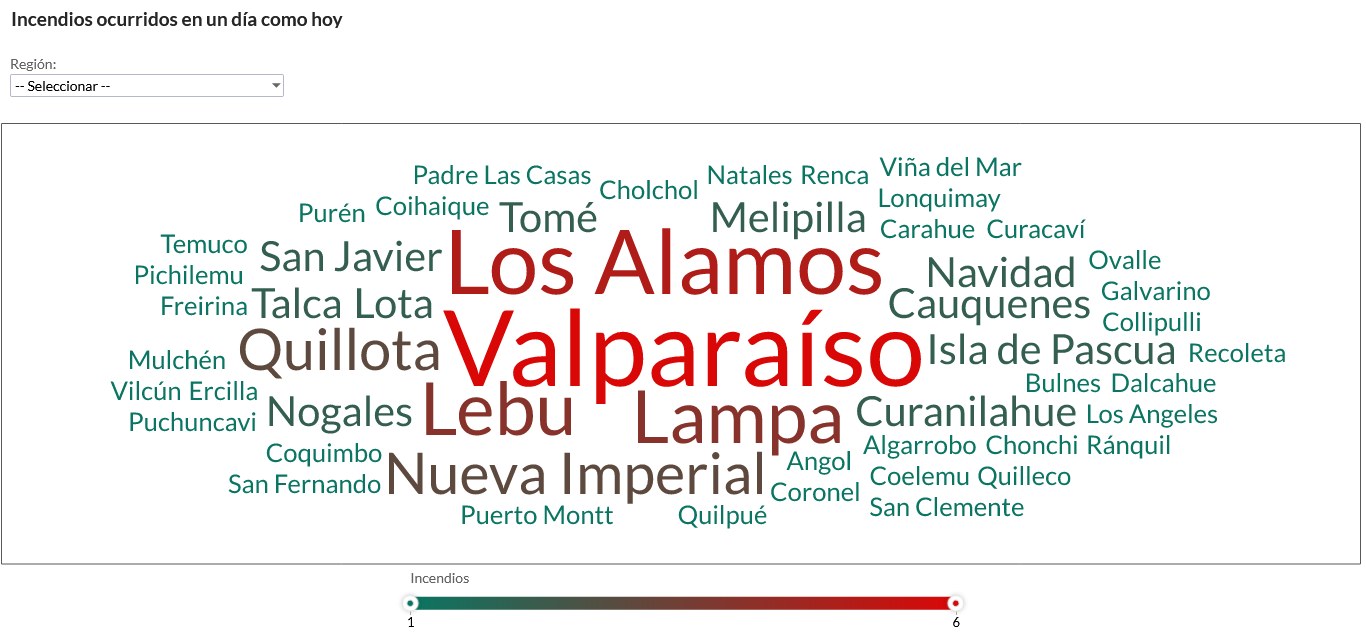 Incendios ocurridos en un día como hoy
Región:
-- Seleccionar --
Padre Las Casas
Cholchol
Natales
Renca
Viña del Mar
Purén
Coihaique
Tomé
Melipilla
Lonquimay
Carahue
Curacaví
Temuco
San Javier
Los Alamos
Navidad
Ovalle
Pichilemu
Freirina
Talca
Lota
Cauquenes
Galvarino
Collipulli
Quillota
Valparaíso
Isla de Pascua
Recoleta
Mulchén
Vilcún
Ercilla
Bulnes
Dalcahue
Puchuncavi
Nogales
Lebu
Lampa
Curanilahue
Los Angeles
Coquimbo
San Fernando
Nueva Imperial
Angol
Coronel
Algarrobo
Chonchi
Ránquil
Coelemu
Quilleco
San Clemente
Puerto Montt
Quilpué
Incendios
1
6